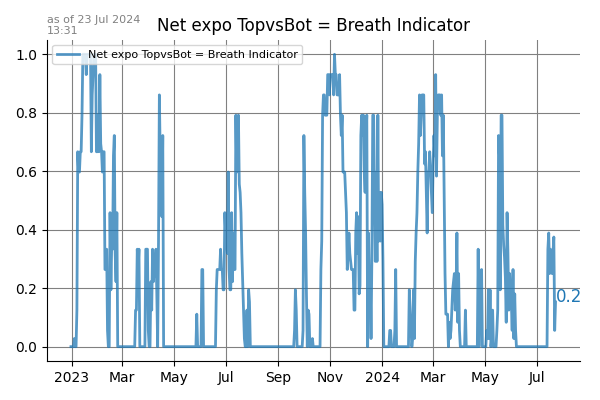 as of 23 Jul 2024
13:31
Net expo TopvsBot = Breath Indicator
Net expo TopvsBot = Breath Indicator
1.0
0.8
0.6
0.4
0.2
0.0
0.2
2023 Mar May Jul Sep Nov 2024 Mar May Jul